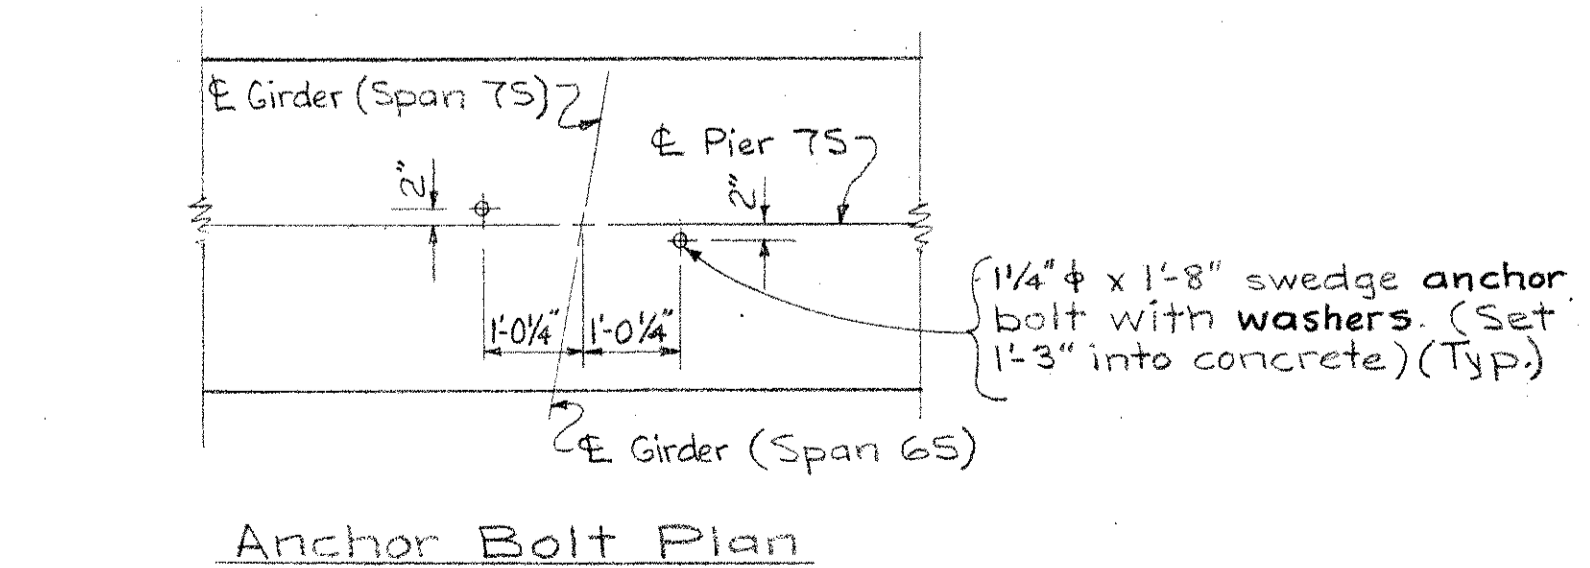 ℄ Girder (Span 7S)
℄ Pier 7S
2"
2"
1'-0¼"
1'-0¼"
1¼"ϕ x 1'-8" swedge anchor
bolt with washers. (Set
1'-3" into concrete) (Typ.)
℄ Girder (Span 6S)
Anchor Bolt Plan